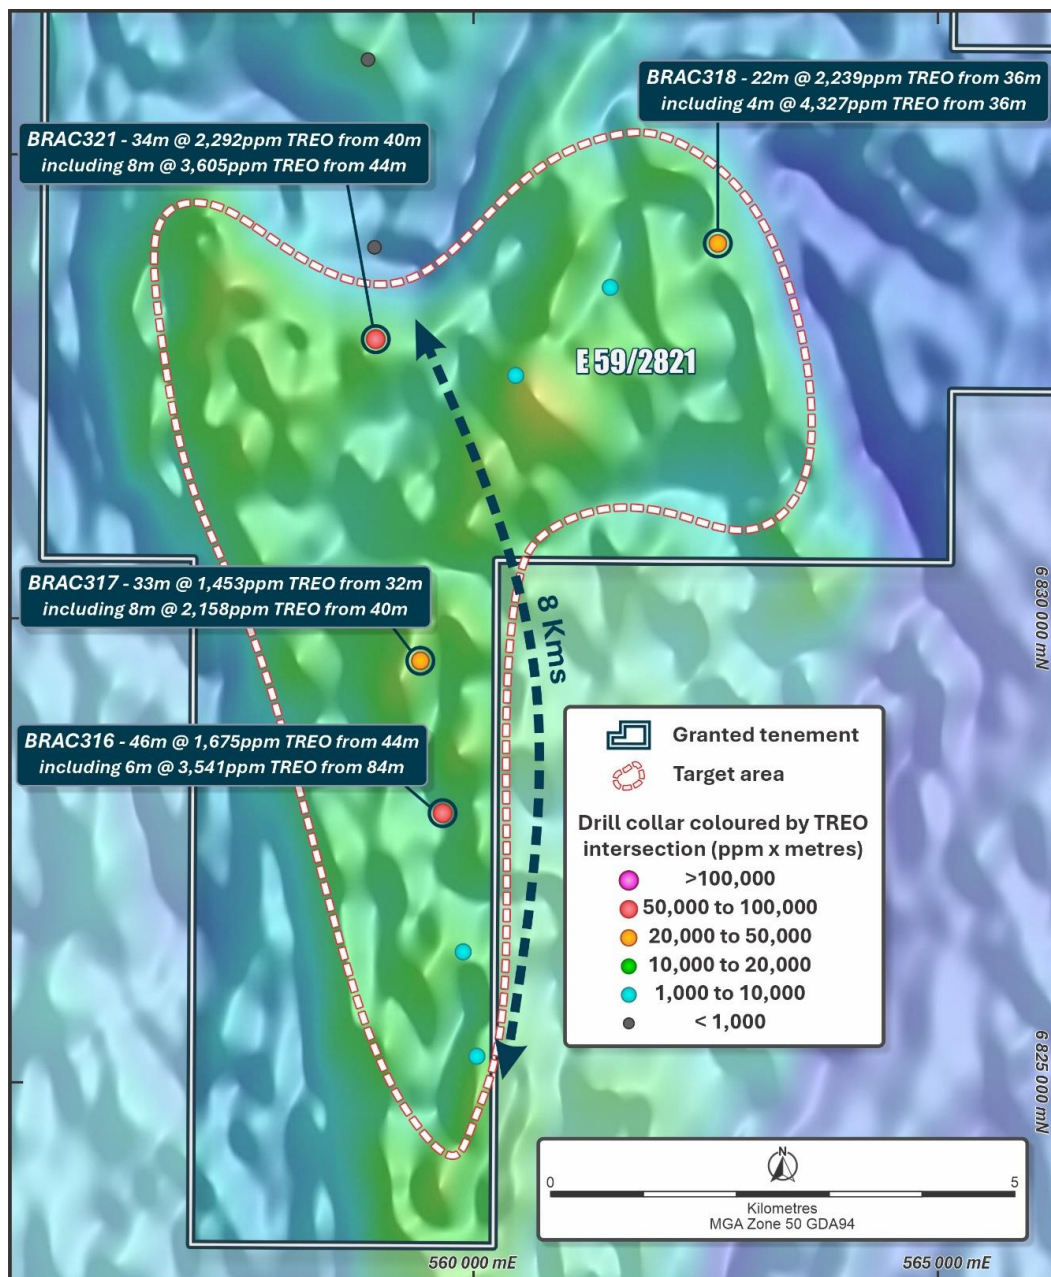 BRAC318 - 22m @ 2,239ppm TREO from 36m
including 4m @ 4,327ppm TREO from 36m
BRAC321 - 34m @ 2,292ppm TREO from 40m
including 8m @ 3,605ppm TREO from 44m
E 59/2821
BRAC317 - 33m @ 1,453ppm TREO from 32m
including 8m @ 2,158ppm TREO from 40m
8 Kms
6 830 000 mN
BRAC316 - 46m @ 1,675ppm TREO from 44m
including 6m @ 3,541ppm TREO from 84m
Granted tenement
Target area
Drill collar coloured by TREO
intersection (ppm x metres)
>100,000
50,000 to 100,000
20,000 to 50,000
10,000 to 20,000
1,000 to 10,000
< 1,000
6 825 000 mN
N
0 5
Kilometres
MGA Zone 50 GDA94
560 000 mE
565 000 mE